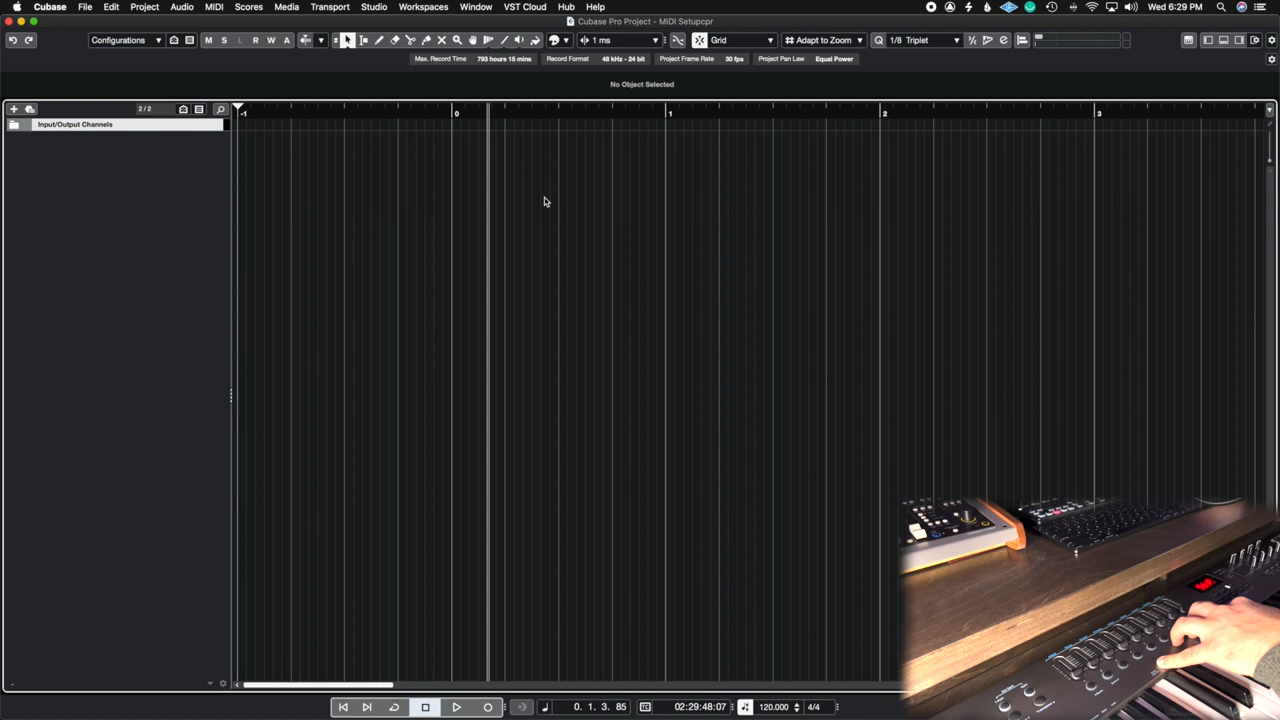 Cubase File Edit Project Audio MIDI Scores Media Transport Studio Workspaces Window VST Cloud Hub Help Wed 6:29 PM
Cubase Pro Project - MIDI Setupcpr
Configurations M S L R W A 1 ms Grid Adapt to Zoom Q 1/8 Triplet
Max. Record Time 793 hours 15 mins Record Format 48 kHz - 24 bit Project Frame Rate 30 fps Project Pan Law Equal Power
No Object Selected
2 / 2 -1 0 1 2 3
Input/Output Channels
0. 1. 3. 85 02:29:48:07 120.000 4/4